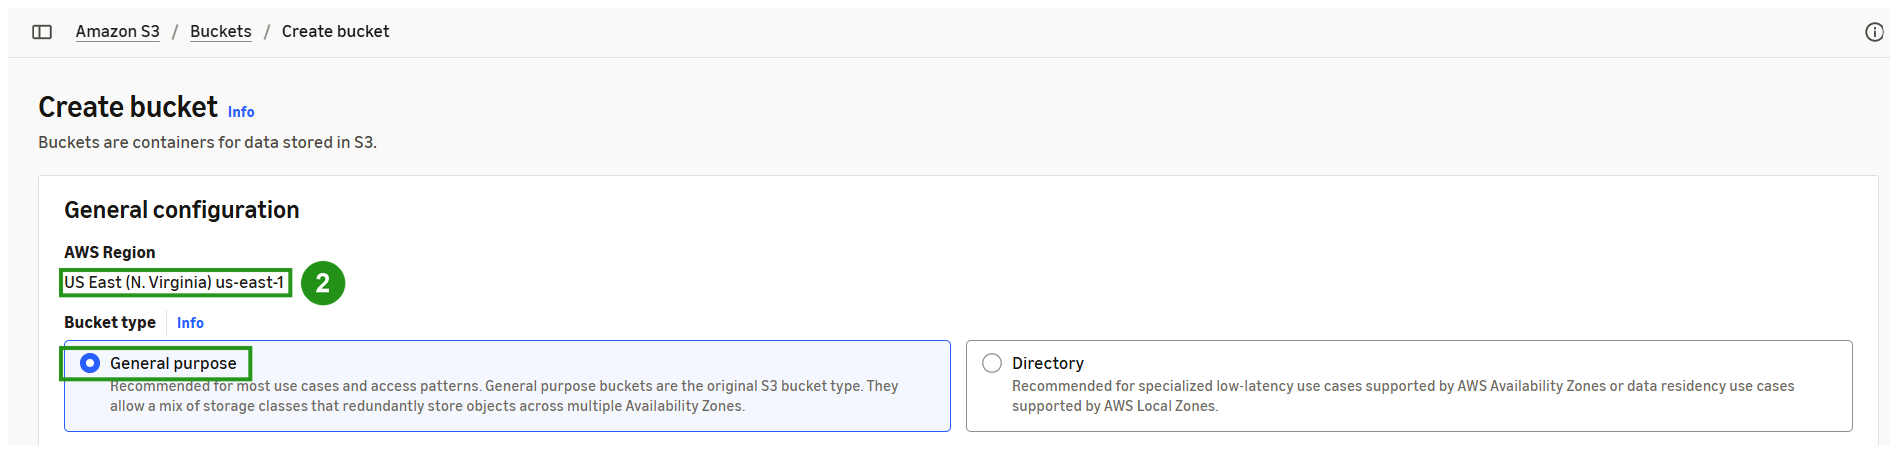 Amazon S3 / Buckets / Create bucket
Create bucket Info
Buckets are containers for data stored in S3.
General configuration
AWS Region
US East (N. Virginia) us-east-1 2
Bucket type Info
General purpose
Recommended for most use cases and access patterns. General purpose buckets are the original S3 bucket type. They
allow a mix of storage classes that redundantly store objects across multiple Availability Zones.
Directory
Recommended for specialized low-latency use cases supported by AWS Availability Zones or data residency use cases
supported by AWS Local Zones.